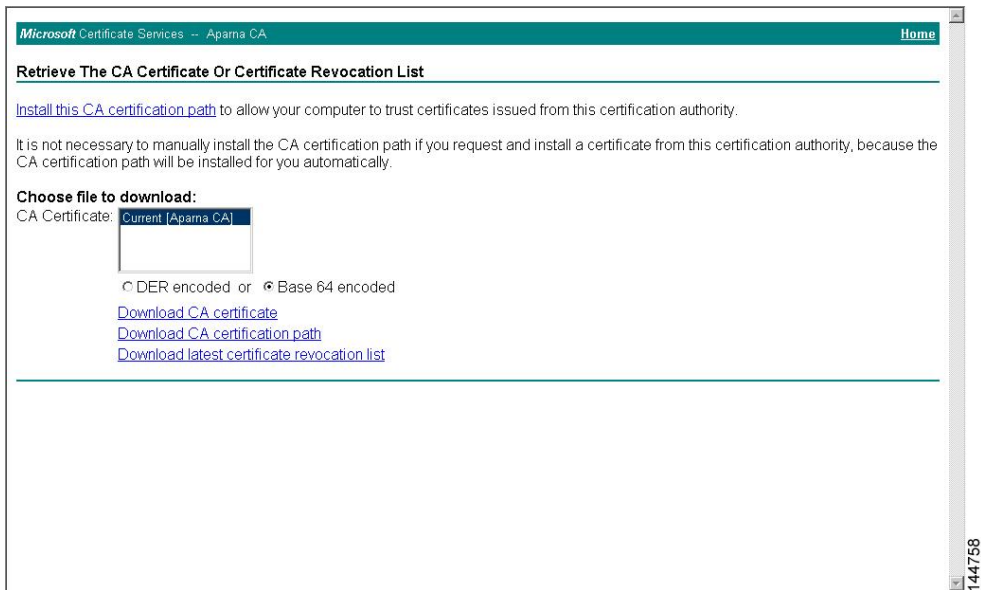 Microsoft Certificate Services -- Aparna CA Home
Retrieve The CA Certificate Or Certificate Revocation List
Install this CA certification path to allow your computer to trust certificates issued from this certification authority.
It is not necessary to manually install the CA certification path if you request and install a certificate from this certification authority, because the
CA certification path will be installed for you automatically.
Choose file to download:
CA Certificate: Current [Aparna CA]
DER encoded or Base 64 encoded
Download CA certificate
Download CA certification path
Download latest certificate revocation list
144758